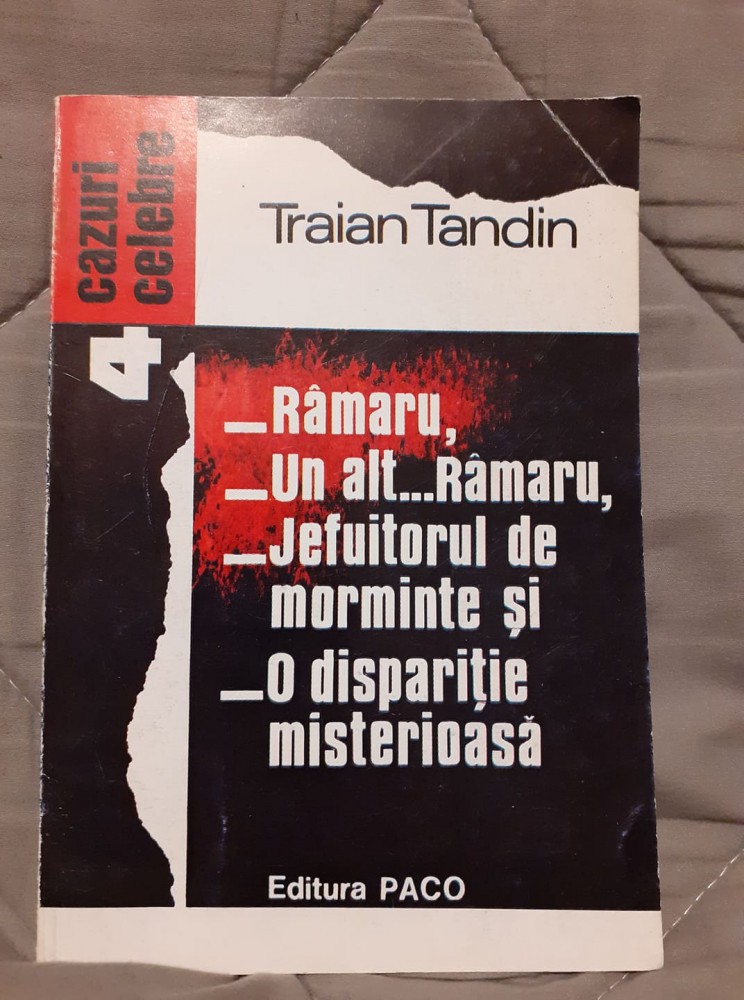 4 cazuri
celebre
Traian Tandin
–Râmaru,
–Un alt...Râmaru,
–Jefuitorul de
morminte și
–O dispariție
misterioasă
Editura PACO